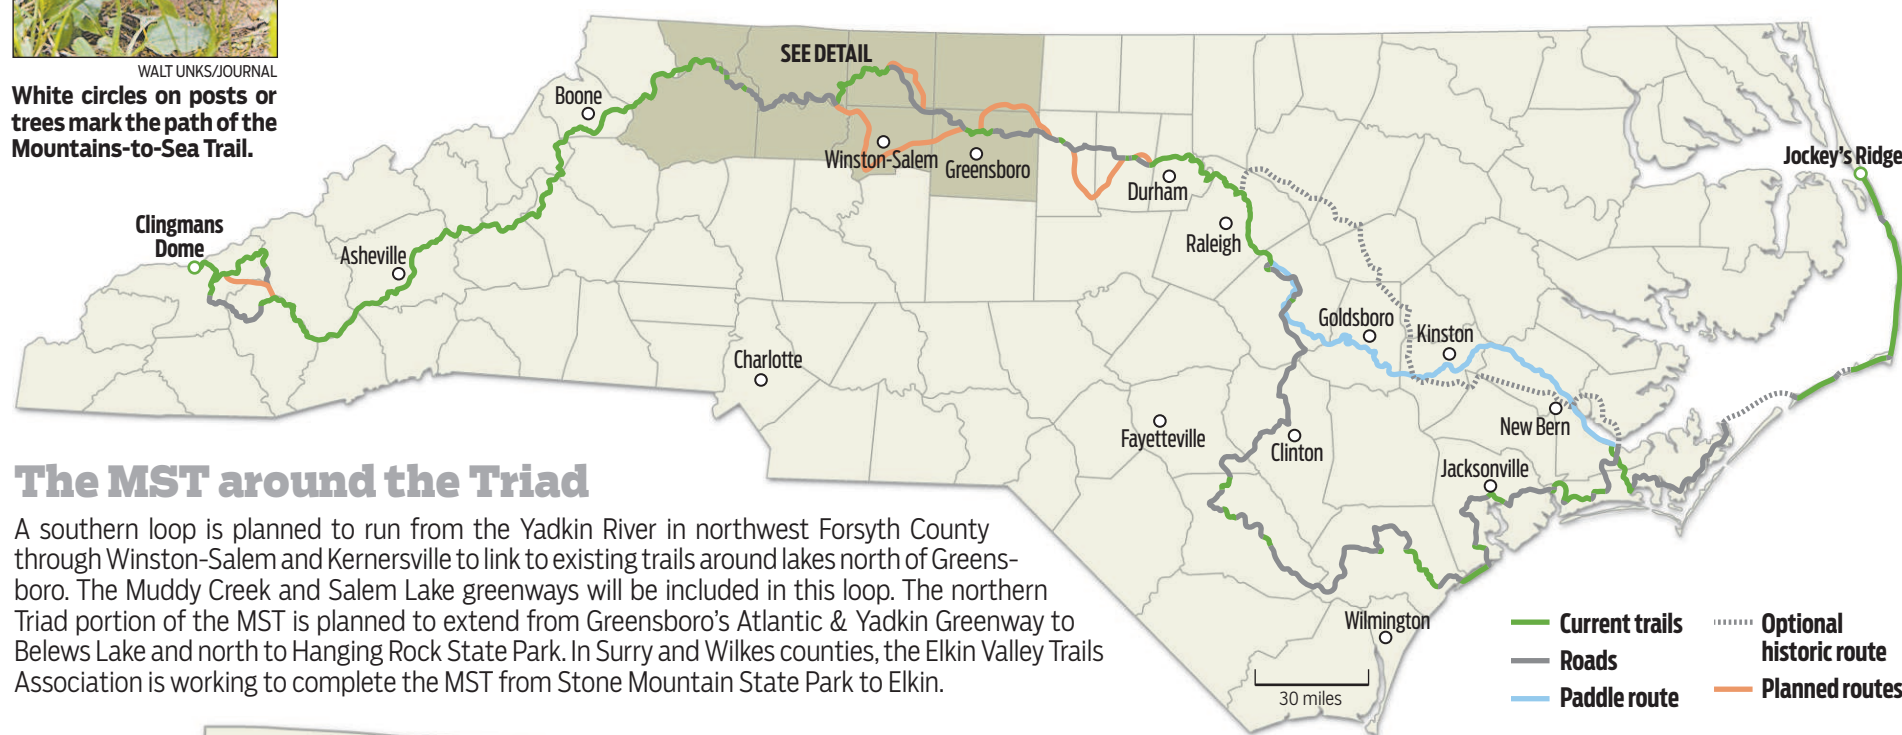 WALT UNKS/JOURNAL
White circles on posts or
trees mark the path of the
Mountains-to-Sea Trail.
SEE DETAIL
Boone
Winston-Salem
Greensboro
Durham
Raleigh
Jockey's Ridge
Clingmans
Dome
Asheville
Charlotte
Goldsboro
Kinston
Fayetteville
Clinton
New Bern
Jacksonville
Wilmington
The MST around the Triad
A southern loop is planned to run from the Yadkin River in northwest Forsyth County
through Winston-Salem and Kernersville to link to existing trails around lakes north of Greens-
boro. The Muddy Creek and Salem Lake greenways will be included in this loop. The northern
Triad portion of the MST is planned to extend from Greensboro's Atlantic & Yadkin Greenway to
Belews Lake and north to Hanging Rock State Park. In Surry and Wilkes counties, the Elkin Valley Trails
Association is working to complete the MST from Stone Mountain State Park to Elkin.
30 miles
Current trails
Roads
Paddle route
Optional
historic route
Planned routes